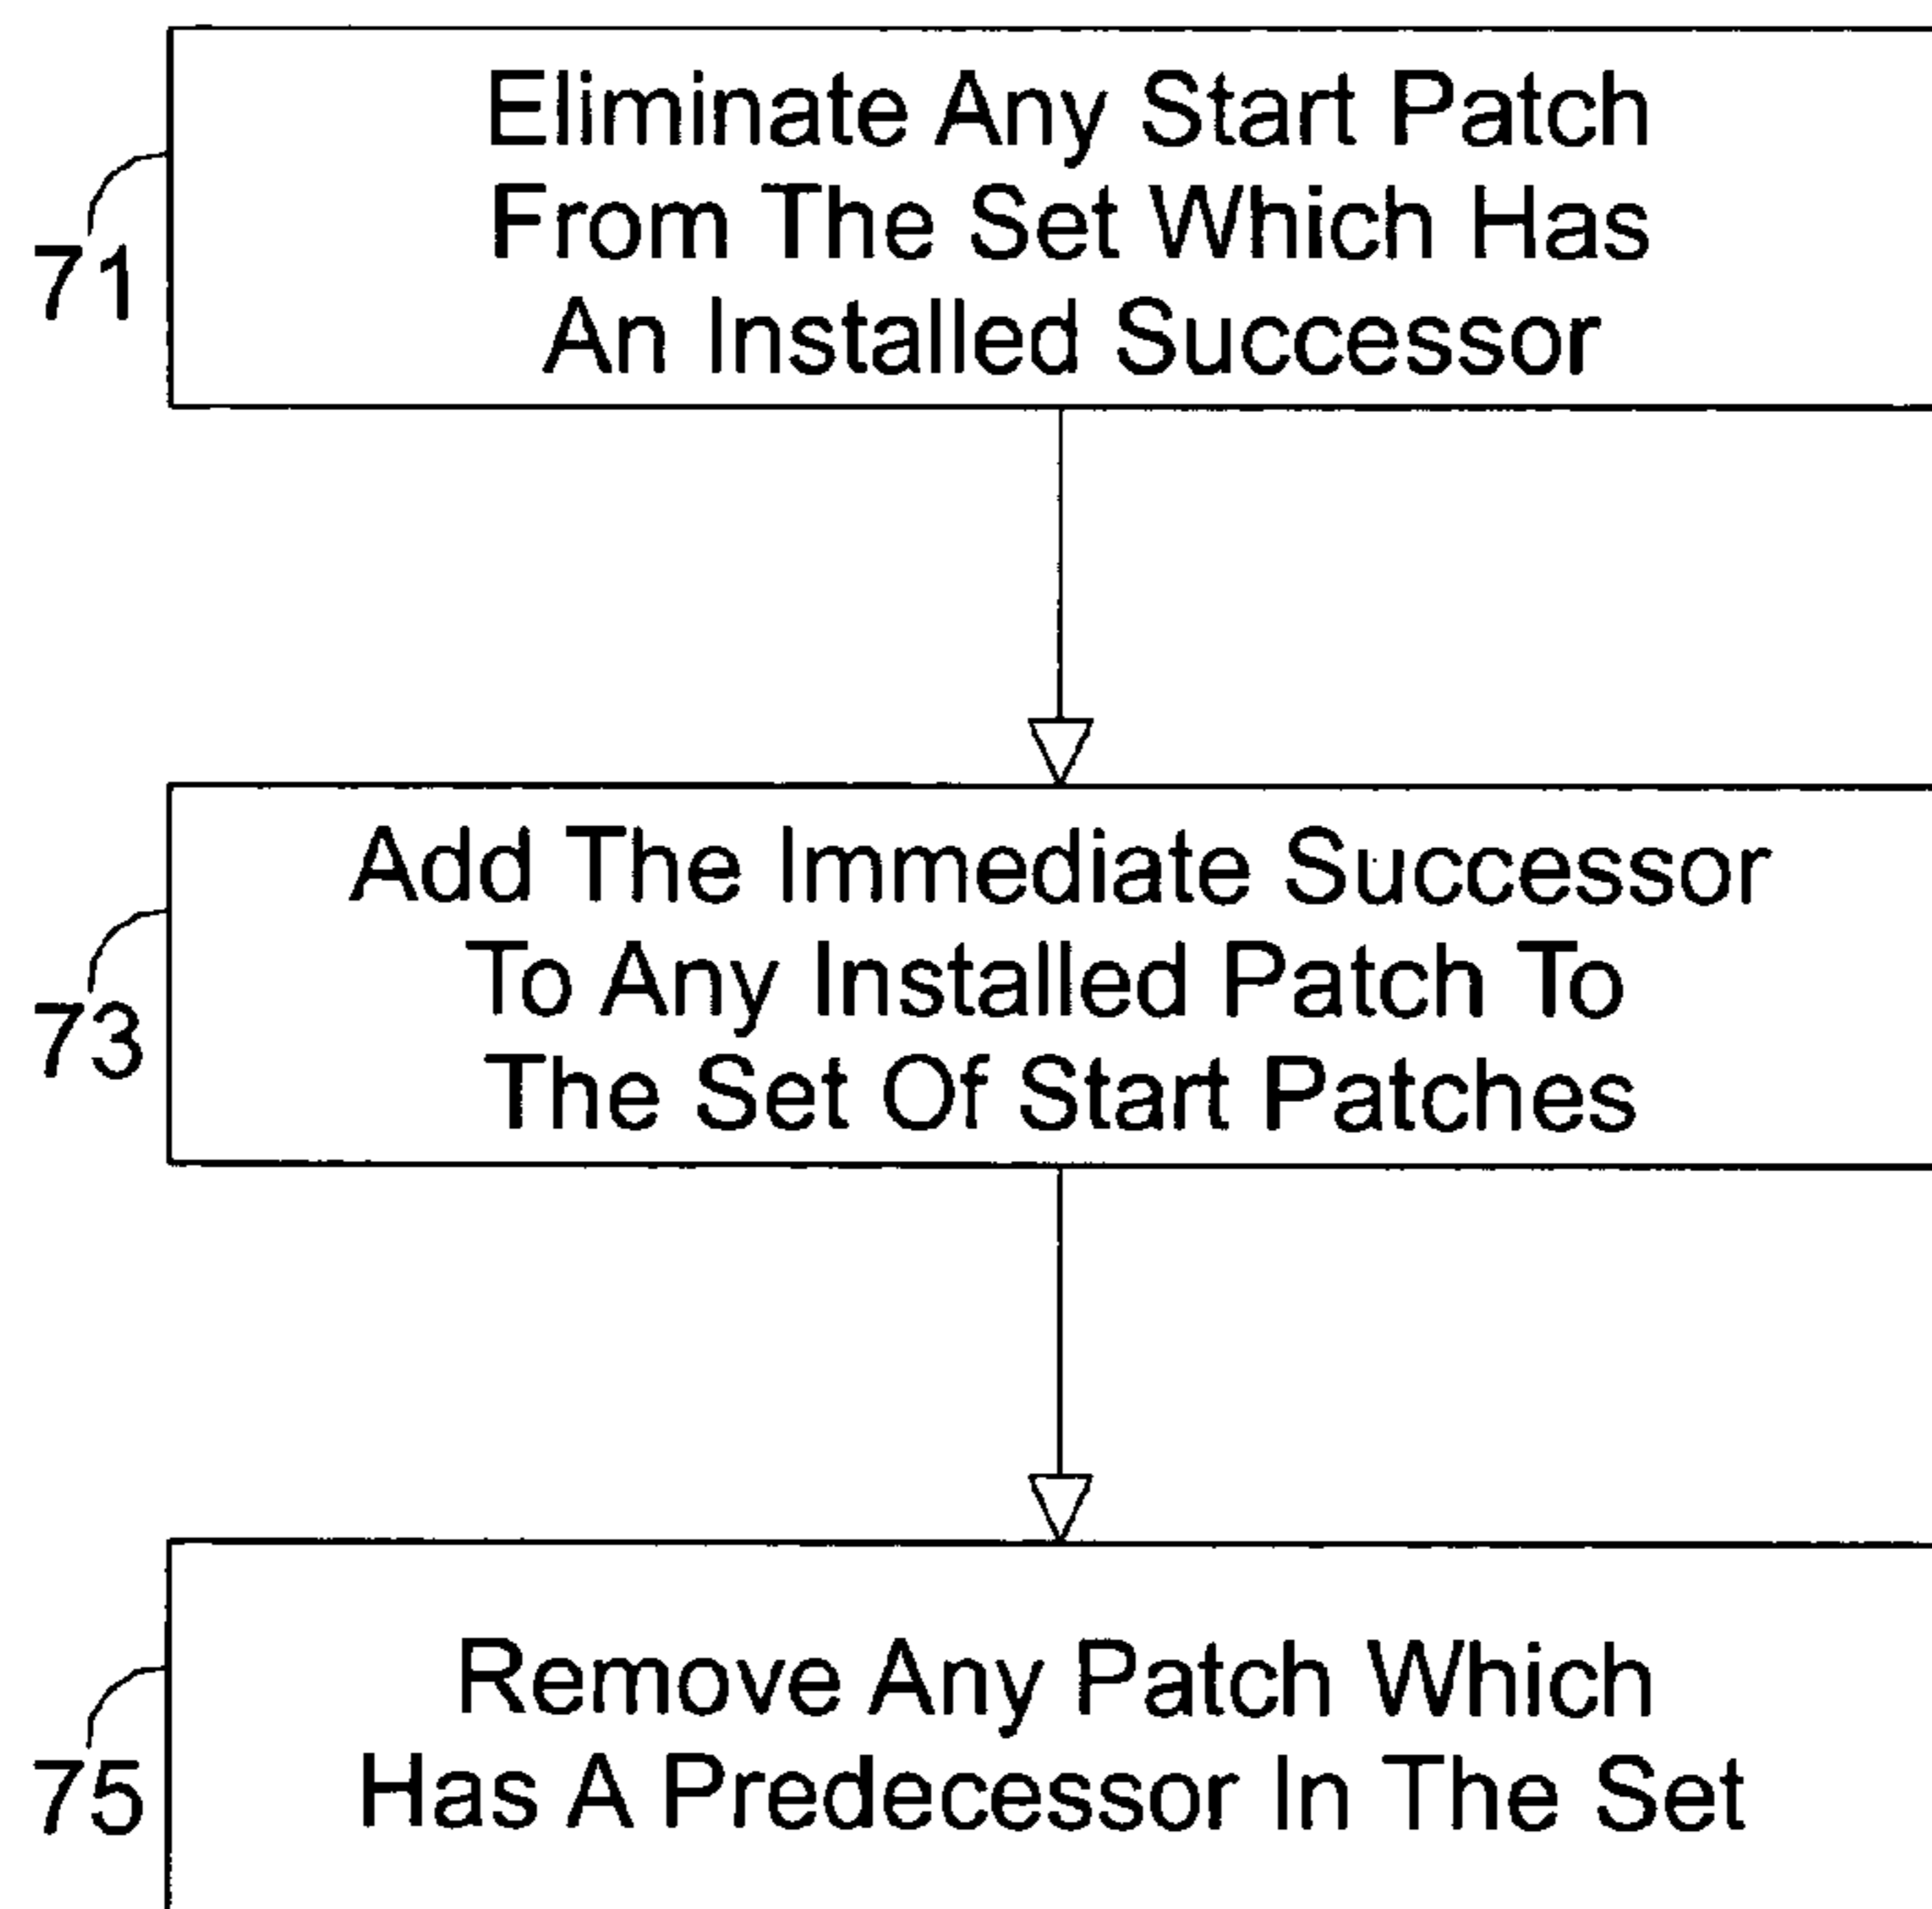 Eliminate Any Start Patch
From The Set Which Has
An Installed Successor
71
Add The Immediate Successor
To Any Installed Patch To
The Set Of Start Patches
73
Remove Any Patch Which
Has A Predecessor In The Set
75